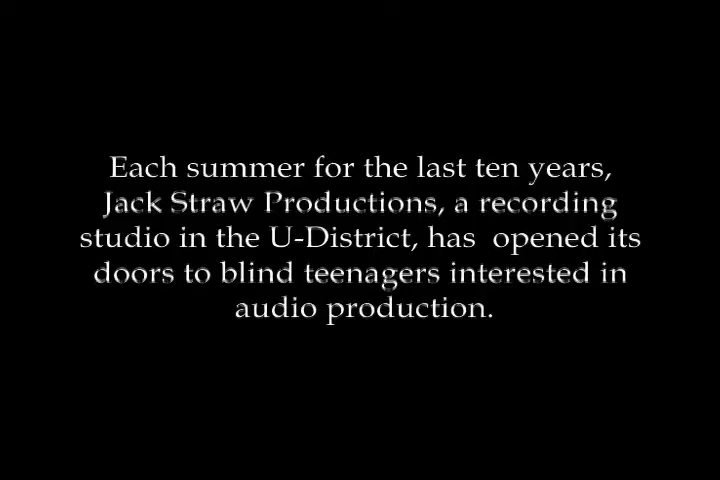 Each summer for the last ten years,
Jack Straw Productions, a recording
studio in the U-District, has  opened its
doors to blind teenagers interested in
audio production.